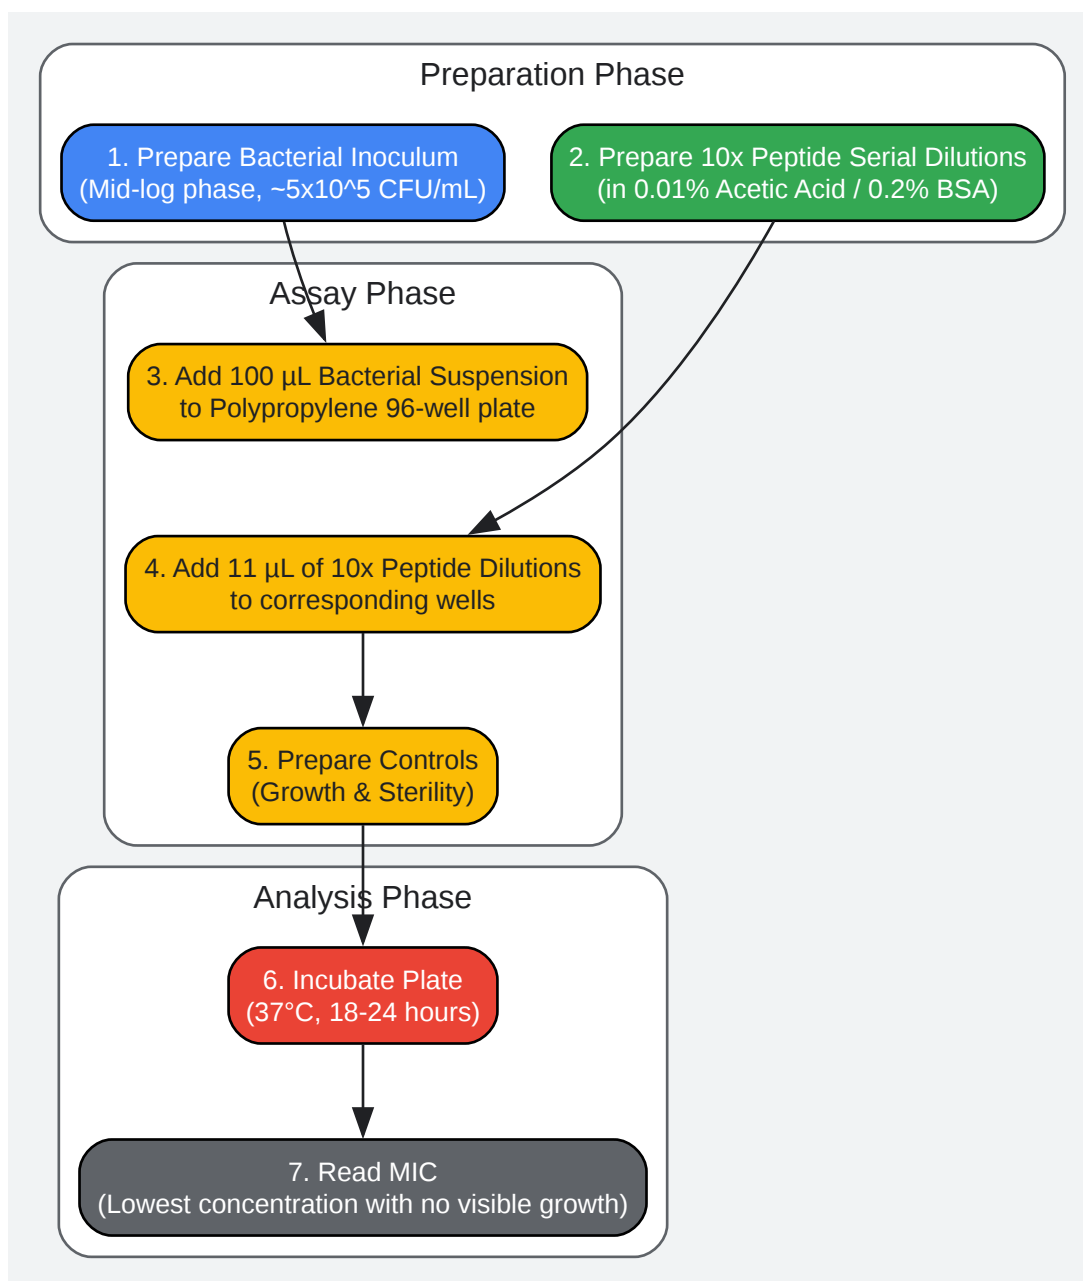 Preparation Phase
1. Prepare Bacterial Inoculum
(Mid-log phase, ~5x10^5 CFU/mL)
2. Prepare 10x Peptide Serial Dilutions
(in 0.01% Acetic Acid / 0.2% BSA)
Assay Phase
3. Add 100 µL Bacterial Suspension
to Polypropylene 96-well plate
4. Add 11 µL of 10x Peptide Dilutions
to corresponding wells
5. Prepare Controls
(Growth & Sterility)
Analysis Phase
6. Incubate Plate
(37°C, 18-24 hours)
7. Read MIC
(Lowest concentration with no visible growth)